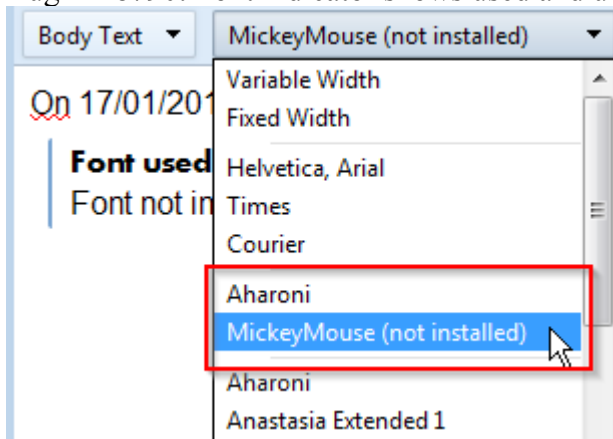 Body Text MickeyMouse (not installed)
On 17/01/201
Font used
Font not in
Variable Width
Fixed Width
Helvetica, Arial
Times
Courier
Aharoni
MickeyMouse (not installed)
Aharoni
Anastasia Extended 1